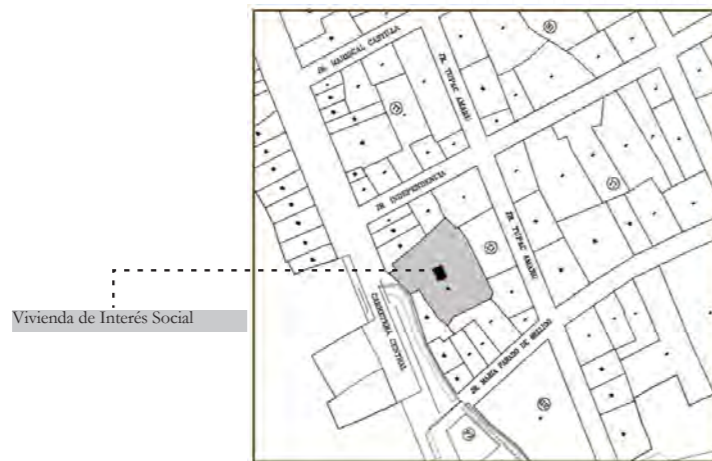 JR. MARISCAL CASTILLA
JR. TUPAC AMARU
JR. INDEPENDENCIA
JR. TUPAC AMARU
CARRETERA CENTRAL
Vivienda de Interés Social
JR. MARIA PARADO DE BELLIDO